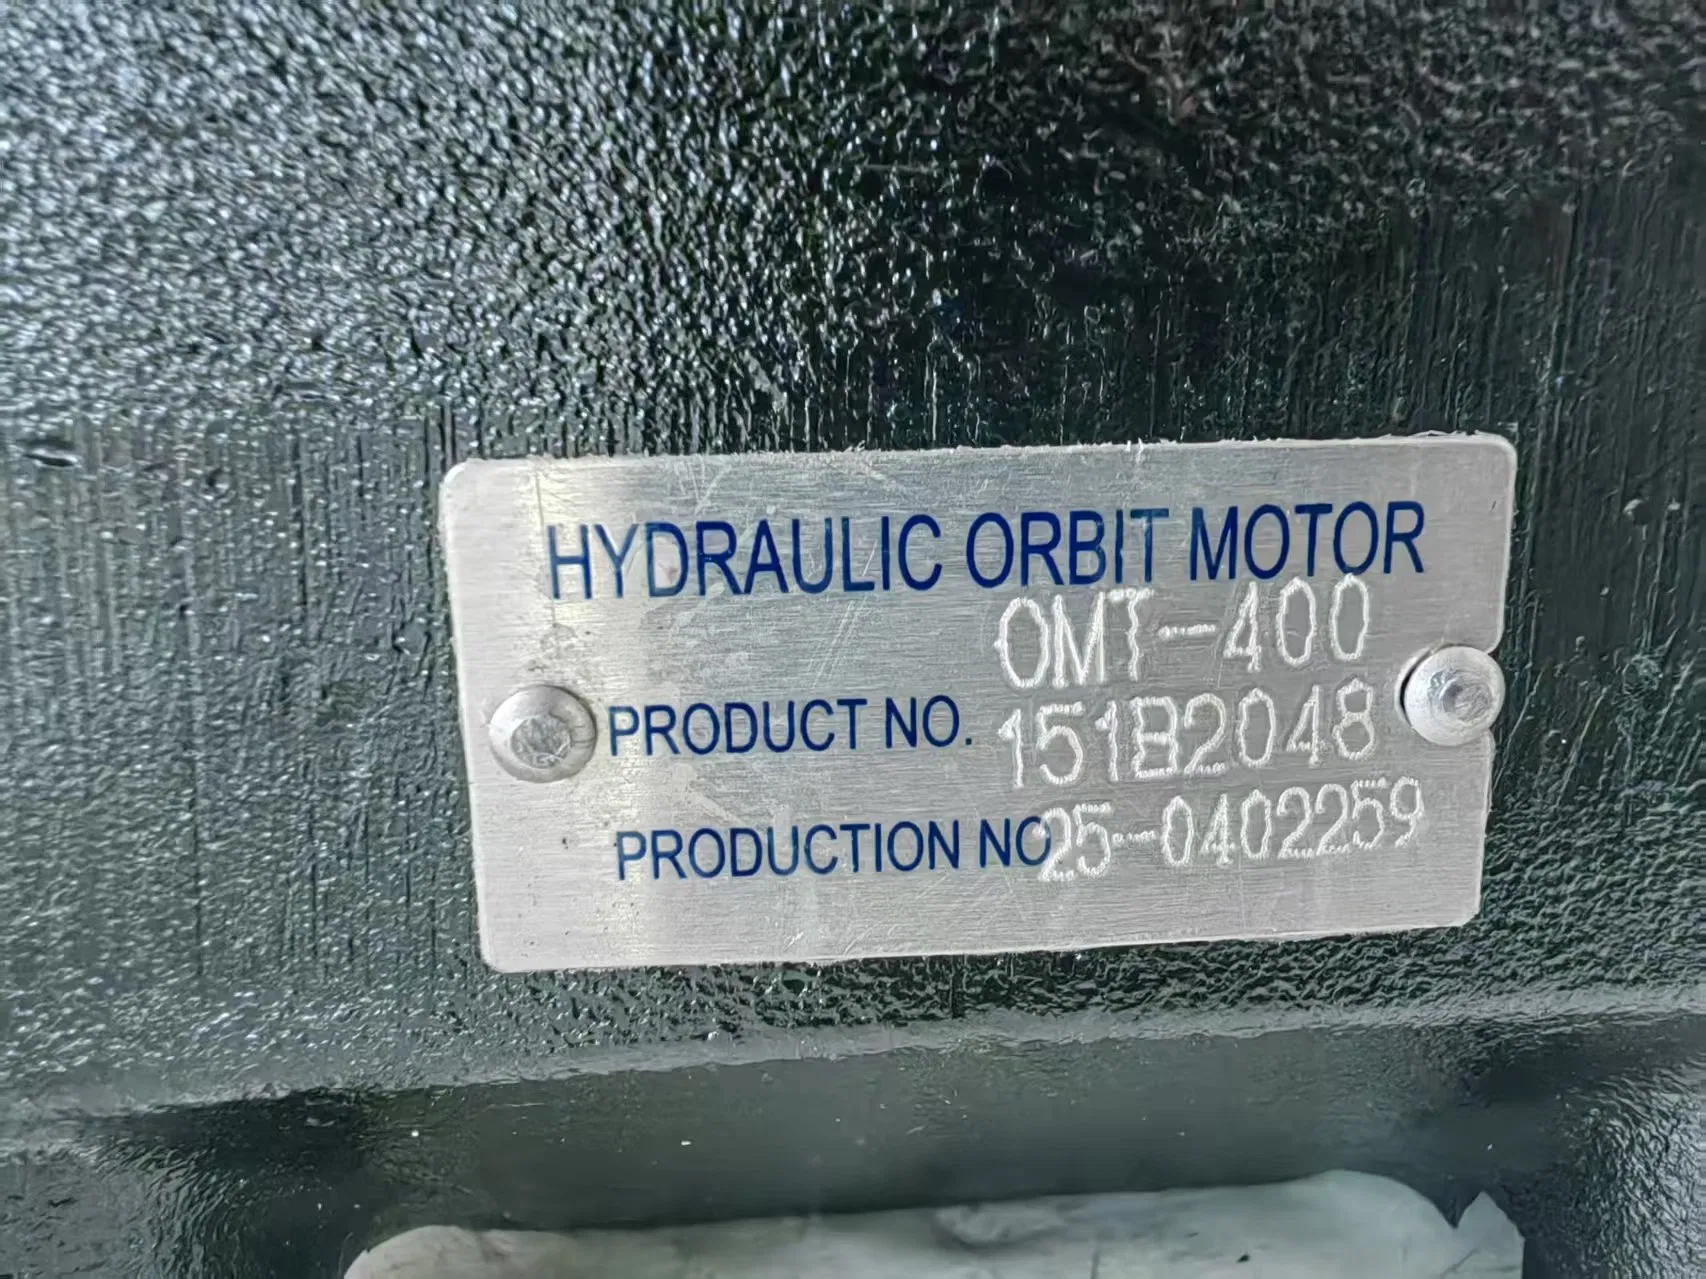 HYDRAULIC ORBIT MOTOR
OMT-400
PRODUCT NO. 151B2048
PRODUCTION NO 25-0402259